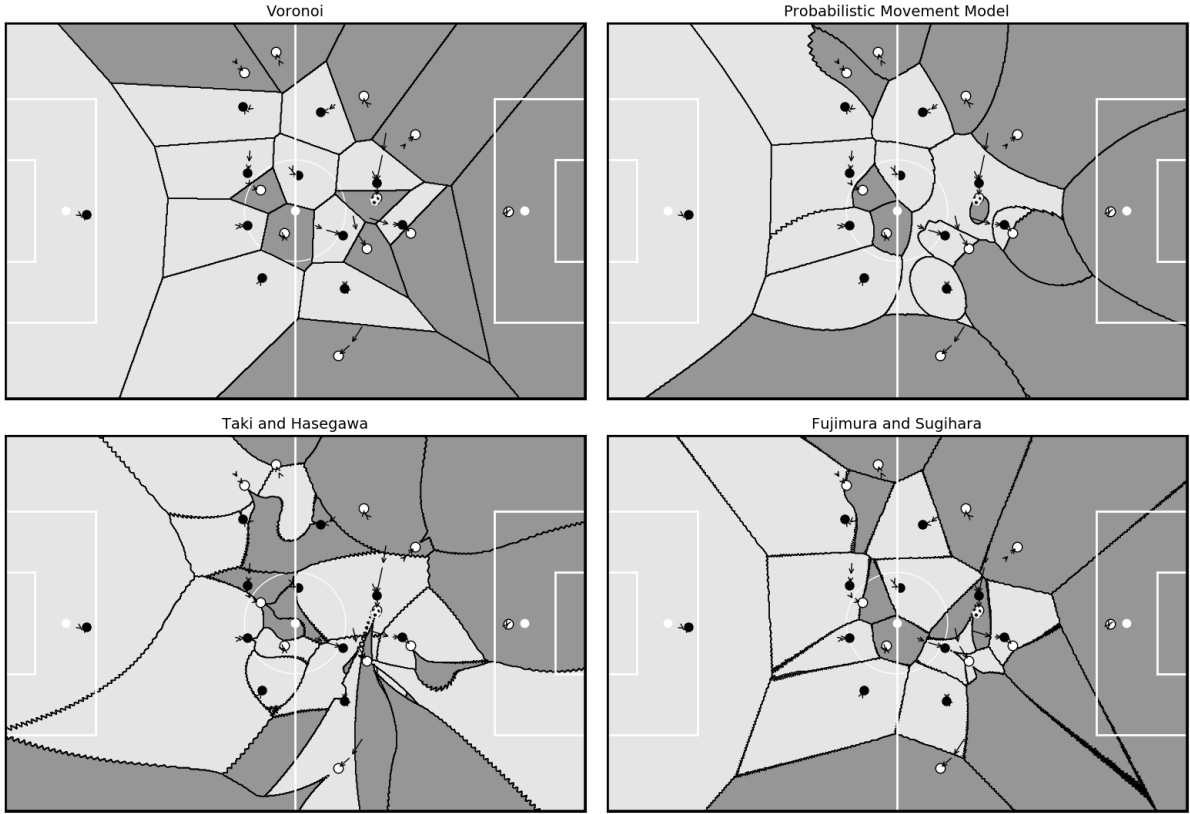 Voronoi
Probabilistic Movement Model
Taki and Hasegawa
Fujimura and Sugihara